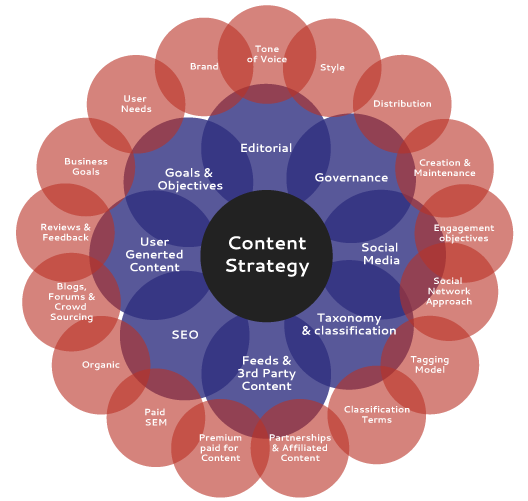 Tone
of Voice
Brand
Style
User
Needs
Distribution
Editorial
Business
Goals
Goals &
Objectives
Governance
Creation &
Maintenance
Reviews &
Feedback
User
Generted
Content
Content
Strategy
Social
Media
Engagement
objectives
Blogs,
Forums &
Crowd
Sourcing
Social
Network
Approach
SEO
Taxonomy
& classification
Organic
Feeds &
3rd Party
Content
Tagging
Model
Paid
SEM
Classification
Terms
Premium
paid for
Content
Partnerships
& Affiliated
Content